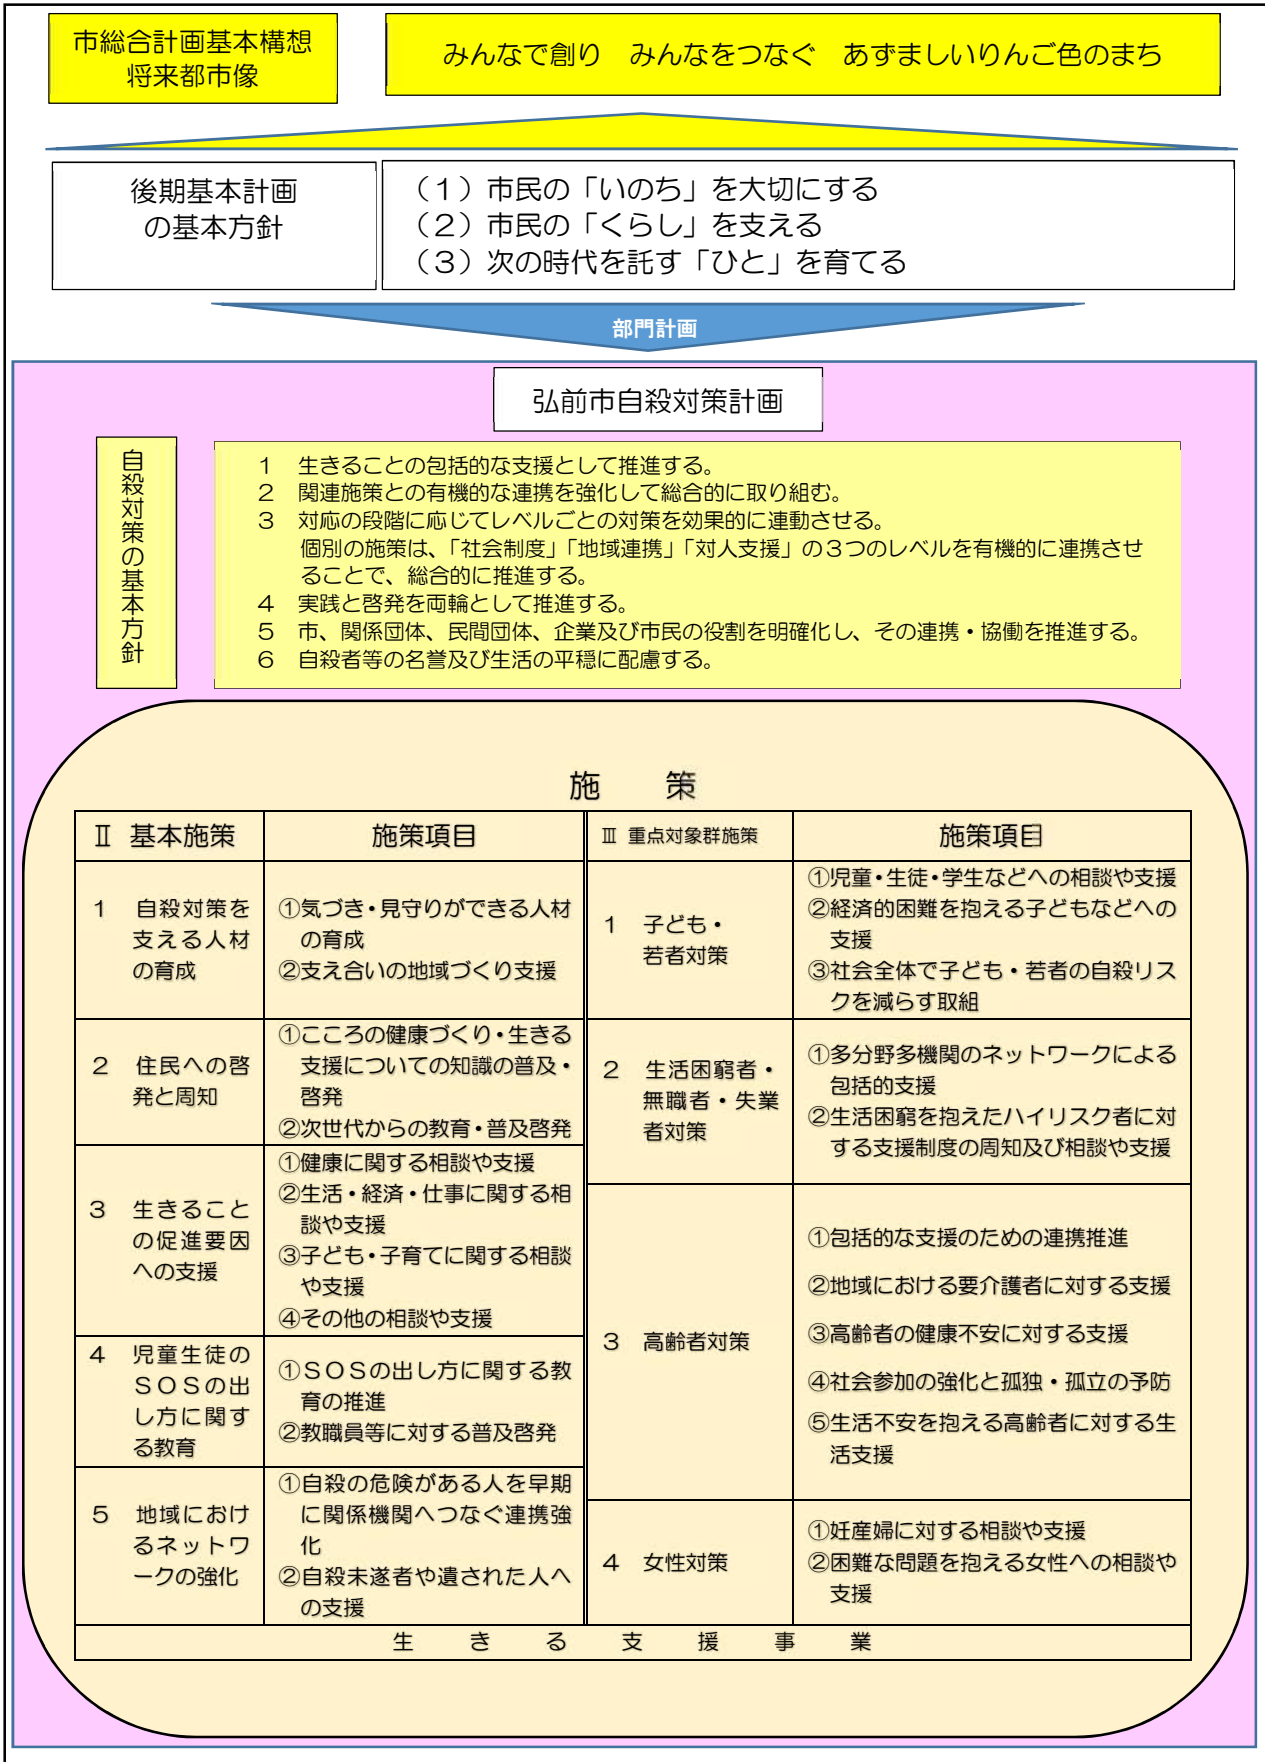 市総合計画基本構想
将来都市像
みんなで創り　みんなをつなぐ　あずましいりんご色のまち
後期基本計画
の基本方針
（１）市民の「いのち」を大切にする
（２）市民の「くらし」を支える
（３）次の時代を託す「ひと」を育てる
部門計画
弘前市自殺対策計画
自殺対策の基本方針
１　生きることの包括的な支援として推進する。
２　関連施策との有機的な連携を強化して総合的に取り組む。
３　対応の段階に応じてレベルごとの対策を効果的に連動させる。
個別の施策は、「社会制度」「地域連携」「対人支援」の３つのレベルを有機的に連携させ
ることで、総合的に推進する。
４　実践と啓発を両輪として推進する。
５　市、関係団体、民間団体、企業及び市民の役割を明確化し、その連携・協働を推進する。
６　自殺者等の名誉及び生活の平穏に配慮する。
施　策
Ⅱ 基本施策
施策項目
Ⅲ 重点対象群施策
施策項目
１　自殺対策を
支える人材
の育成
①気づき・見守りができる人材
の育成
②支え合いの地域づくり支援
２　住民への啓
発と周知
①こころの健康づくり・生きる
支援についての知識の普及・
啓発
②次世代からの教育・普及啓発
３　生きること
の促進要因
への支援
①健康に関する相談や支援
②生活・経済・仕事に関する相
談や支援
③子ども・子育てに関する相談
や支援
④その他の相談や支援
４　児童生徒の
ＳＯＳの出
し方に関す
る教育
①ＳＯＳの出し方に関する教
育の推進
②教職員等に対する普及啓発
５　地域におけ
るネットワ
ークの強化
①自殺の危険がある人を早期
に関係機関へつなぐ連携強
化
②自殺未遂者や遺された人へ
の支援
１　子ども・
若者対策
①児童・生徒・学生などへの相談や支援
②経済的困難を抱える子どもなどへの
支援
③社会全体で子ども・若者の自殺リス
クを減らす取組
２　生活困窮者・
無職者・失業
者対策
①多分野多機関のネットワークによる
包括的支援
②生活困窮を抱えたハイリスク者に対
する支援制度の周知及び相談や支援
３　高齢者対策
①包括的な支援のための連携推進
②地域における要介護者に対する支援
③高齢者の健康不安に対する支援
④社会参加の強化と孤独・孤立の予防
⑤生活不安を抱える高齢者に対する生
活支援
４　女性対策
①妊産婦に対する相談や支援
②困難な問題を抱える女性への相談や
支援
生　き　る　支　援　事　業